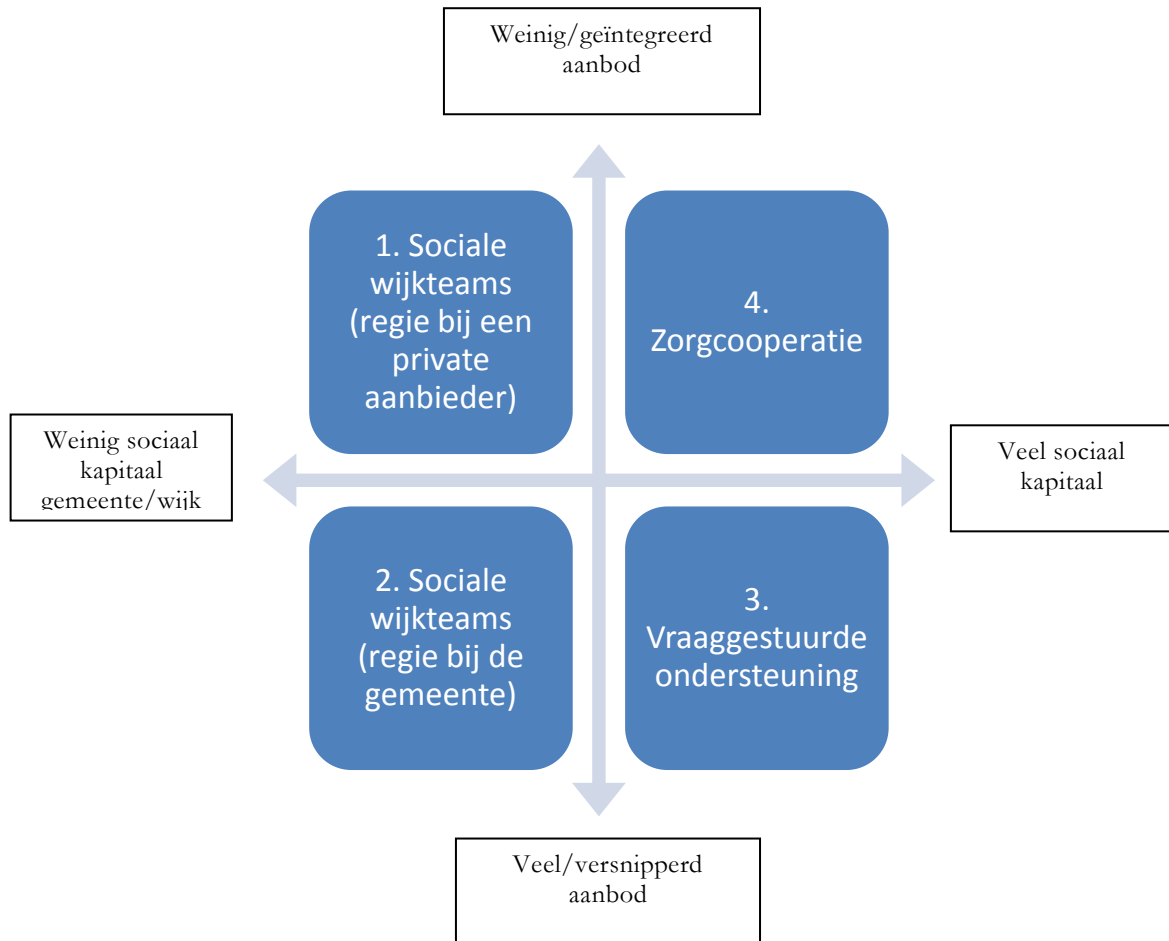 Weinig/geïntegreerd
aanbod
1. Sociale
wijkteams
(regie bij een
private
aanbieder)
4.
Zorgcooperatie
Weinig sociaal
kapitaal
gemeente/wijk
Veel sociaal
kapitaal
2. Sociale
wijkteams
(regie bij de
gemeente)
3.
Vraaggestuurde
ondersteuning
Veel/versnipperd
aanbod